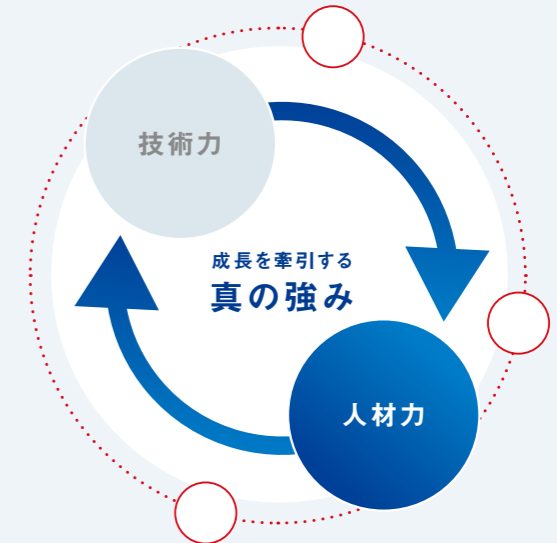 技術力
成長を牽引する
真の強み
人材力